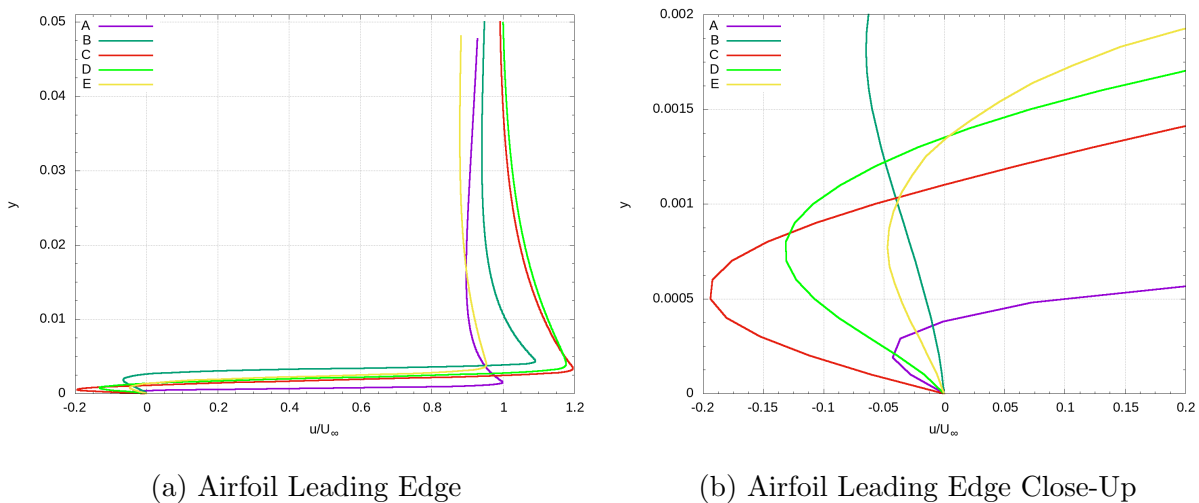 0.05
0.04
0.03
0.02
0.01
0
y
A
B
C
D
E
-0.2 0 0.2 0.4 0.6 0.8 1 1.2
u/U∞
(a) Airfoil Leading Edge
0.002
0.0015
0.001
0.0005
0
y
A
B
C
D
E
-0.2 -0.15 -0.1 -0.05 0 0.05 0.1 0.15 0.2
u/U∞
(b) Airfoil Leading Edge Close-Up